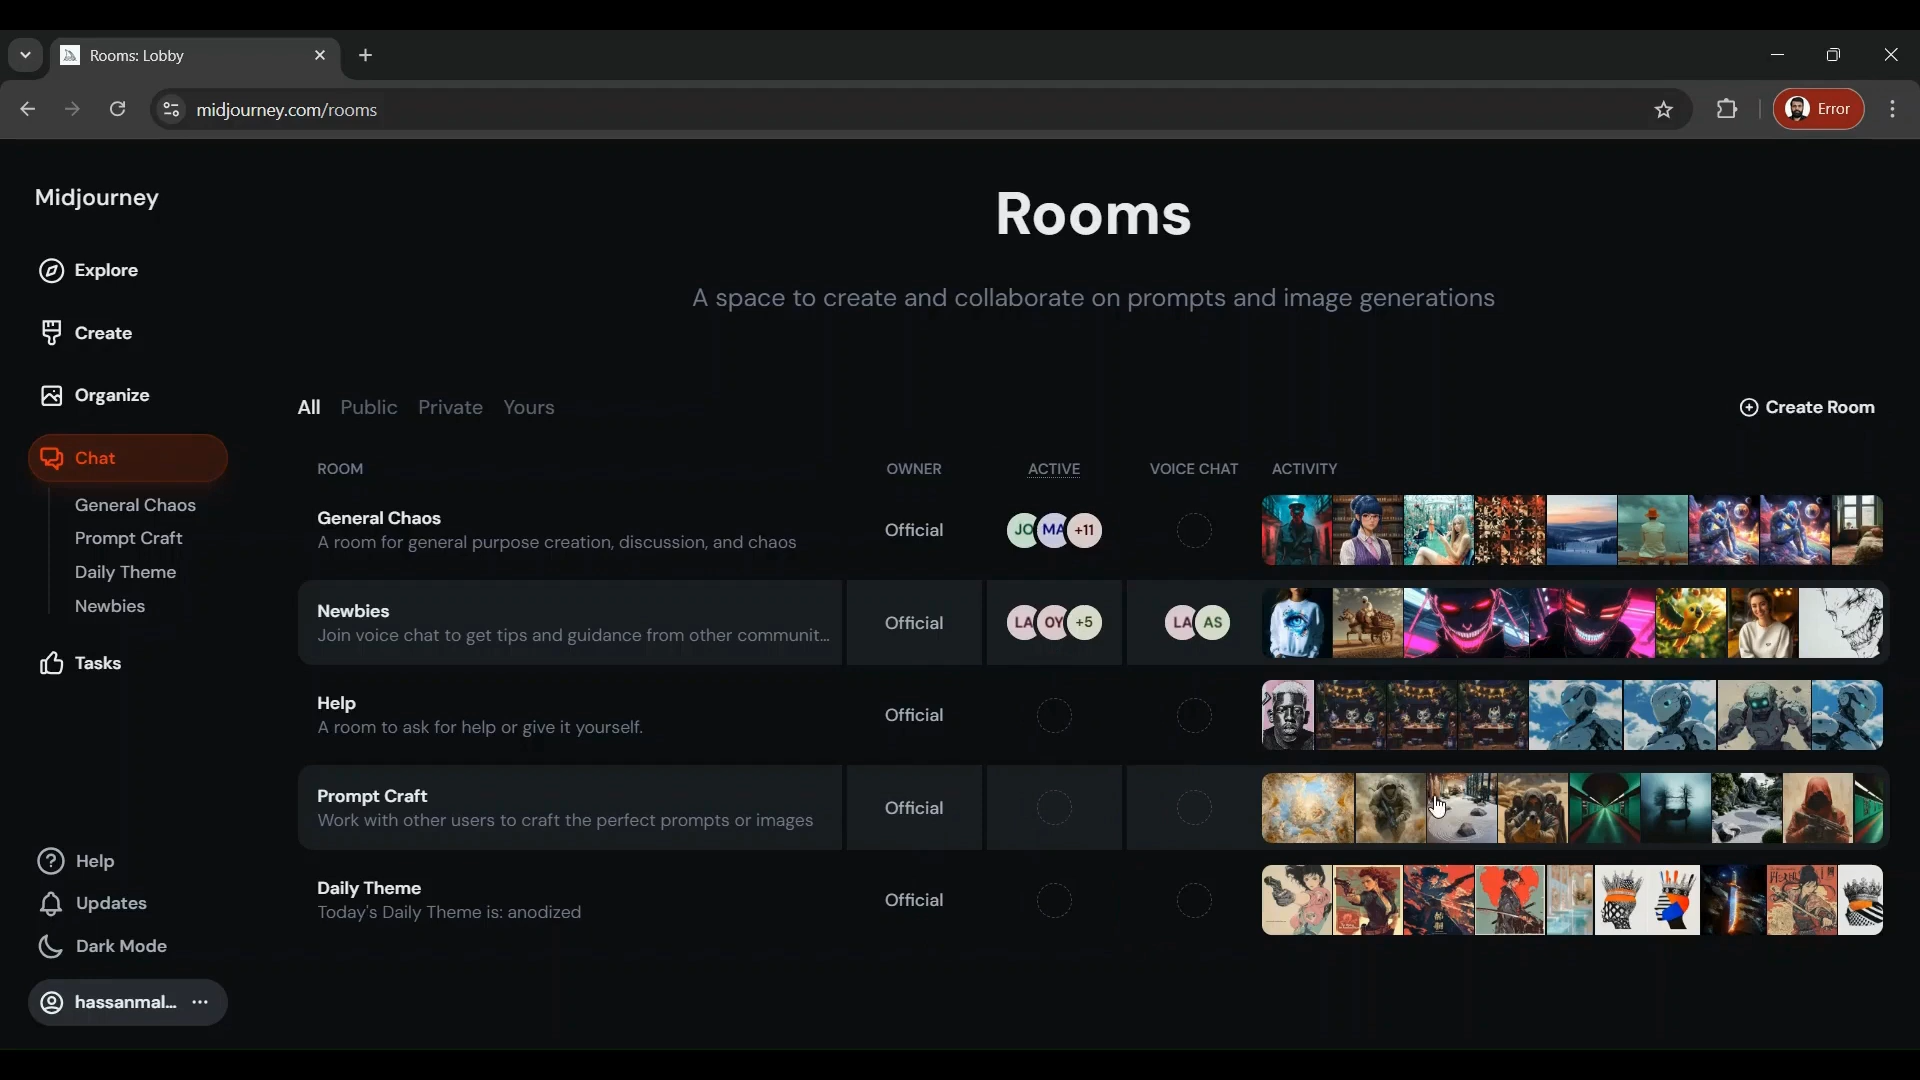 Rooms: Lobby
midjourney.com/rooms
Error
Midjourney
Explore
Create
Organize
Chat
General Chaos
Prompt Craft
Daily Theme
Newbies
Tasks
Help
Updates
Dark Mode
hassanmal...
Rooms
A space to create and collaborate on prompts and image generations
All Public Private Yours
Create Room
ROOM OWNER ACTIVE VOICE CHAT ACTIVITY
General Chaos
A room for general purpose creation, discussion, and chaos
Official
JO MA +11
Newbies
Join voice chat to get tips and guidance from other communit...
Official
LA OY +5
LA AS
Help
A room to ask for help or give it yourself.
Official
Prompt Craft
Work with other users to craft the perfect prompts or images
Official
Daily Theme
Today's Daily Theme is: anodized
Official